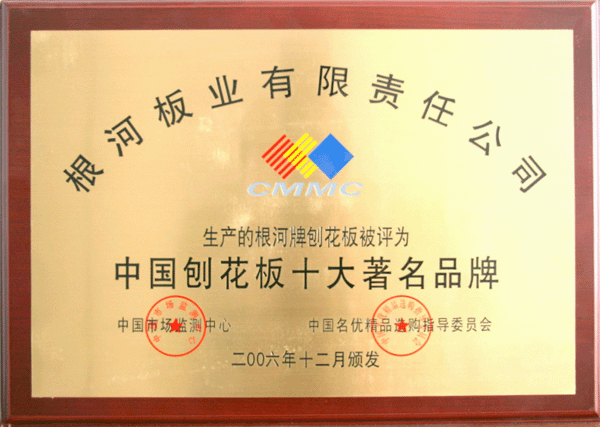 根河板业有限责任公司
CMMC
生产的根河牌刨花板被评为
中国刨花板十大著名品牌
中国市场监测中心 中国名优精品选购指导委员会
二〇〇六年十二月颁发